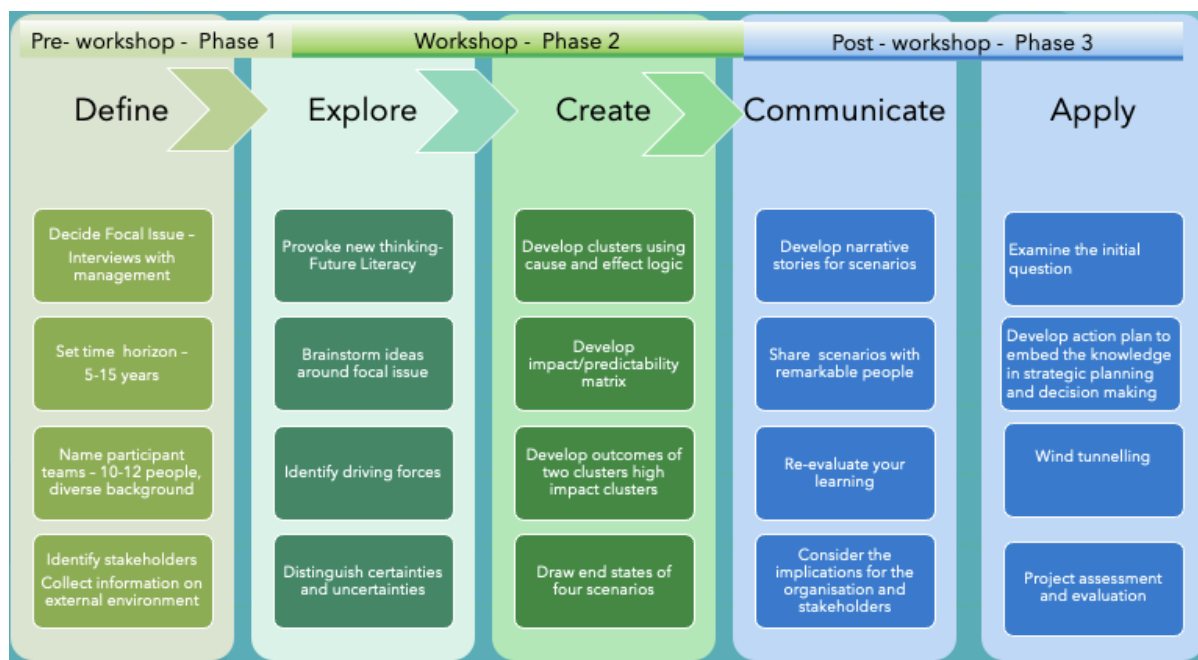 Pre- workshop - Phase 1
Workshop - Phase 2
Post - workshop - Phase 3
Define
Explore
Create
Communicate
Apply
Decide Focal Issue –
Interviews with
management
Set time horizon –
5-15 years
Name participant
teams – 10-12 people,
diverse background
Identify stakeholders
Collect information on
external environment
Provoke new thinking-
Future Literacy
Brainstorm ideas
around focal issue
Identify driving forces
Distinguish certainties
and uncertainties
Develop clusters using
cause and effect logic
Develop
impact/predictability
matrix
Develop outcomes of
two clusters high
impact clusters
Draw end states of
four scenarios
Develop narrative
stories for scenarios
Share scenarios with
remarkable people
Re-evaluate your
learning
Consider the
implications for the
organisation and
stakeholders
Examine the initial
question
Develop action plan to
embed the knowledge
in strategic planning
and decision making
Wind tunnelling
Project assessment
and evaluation